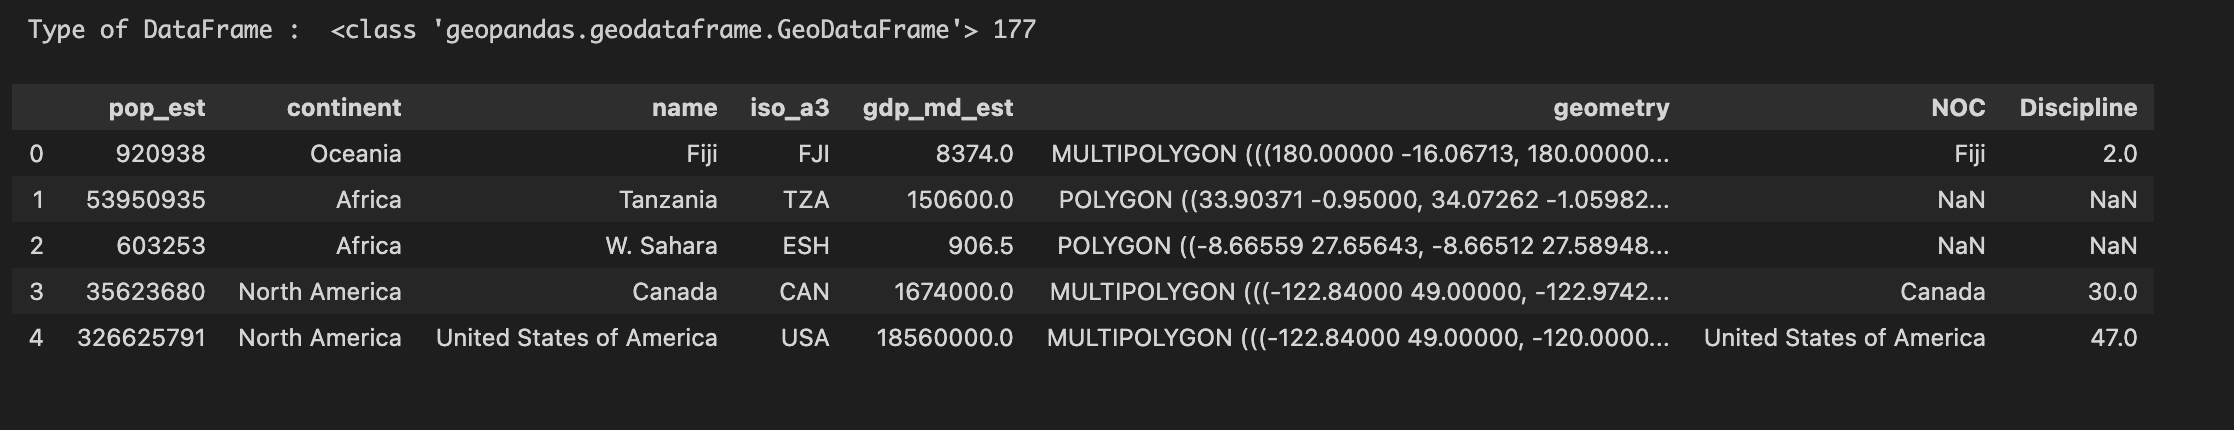 Type of DataFrame :  <class 'geopandas.geodataframe.GeoDataFrame'> 177
pop_est continent name iso_a3 gdp_md_est geometry NOC Discipline
0 920938 Oceania Fiji FJI 8374.0 MULTIPOLYGON (((180.00000 -16.06713, 180.00000... Fiji 2.0
1 53950935 Africa Tanzania TZA 150600.0 POLYGON ((33.90371 -0.95000, 34.07262 -1.05982... NaN NaN
2 603253 Africa W. Sahara ESH 906.5 POLYGON ((-8.66559 27.65643, -8.66512 27.58948... NaN NaN
3 35623680 North America Canada CAN 1674000.0 MULTIPOLYGON (((-122.84000 49.00000, -122.9742... Canada 30.0
4 326625791 North America United States of America USA 18560000.0 MULTIPOLYGON (((-122.84000 49.00000, -120.0000... United States of America 47.0